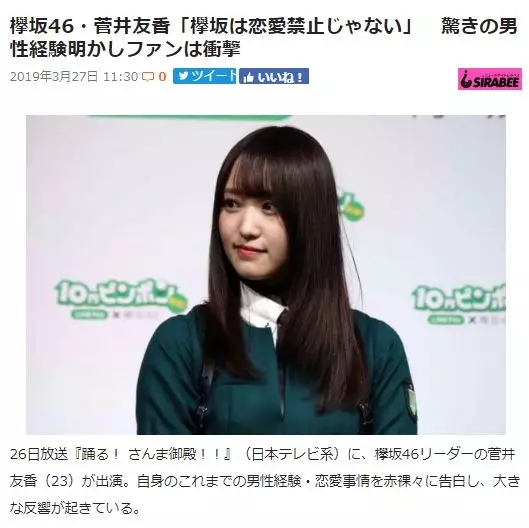 欅坂46・菅井友香「欅坂は恋愛禁止じゃない」 驚きの男
性経験明かしファンは衝撃
2019年3月27日 11:30 0 ツイート いいね!
SIRABEE
10円ピンポン
10円ピンポン
26日放送『踊る! さんま御殿!!』(日本テレビ系)に、欅坂46リーダーの菅井
友香(23)が出演。自身のこれまでの男性経験・恋愛事情を赤裸々に告白し、大き
な反響が起きている。